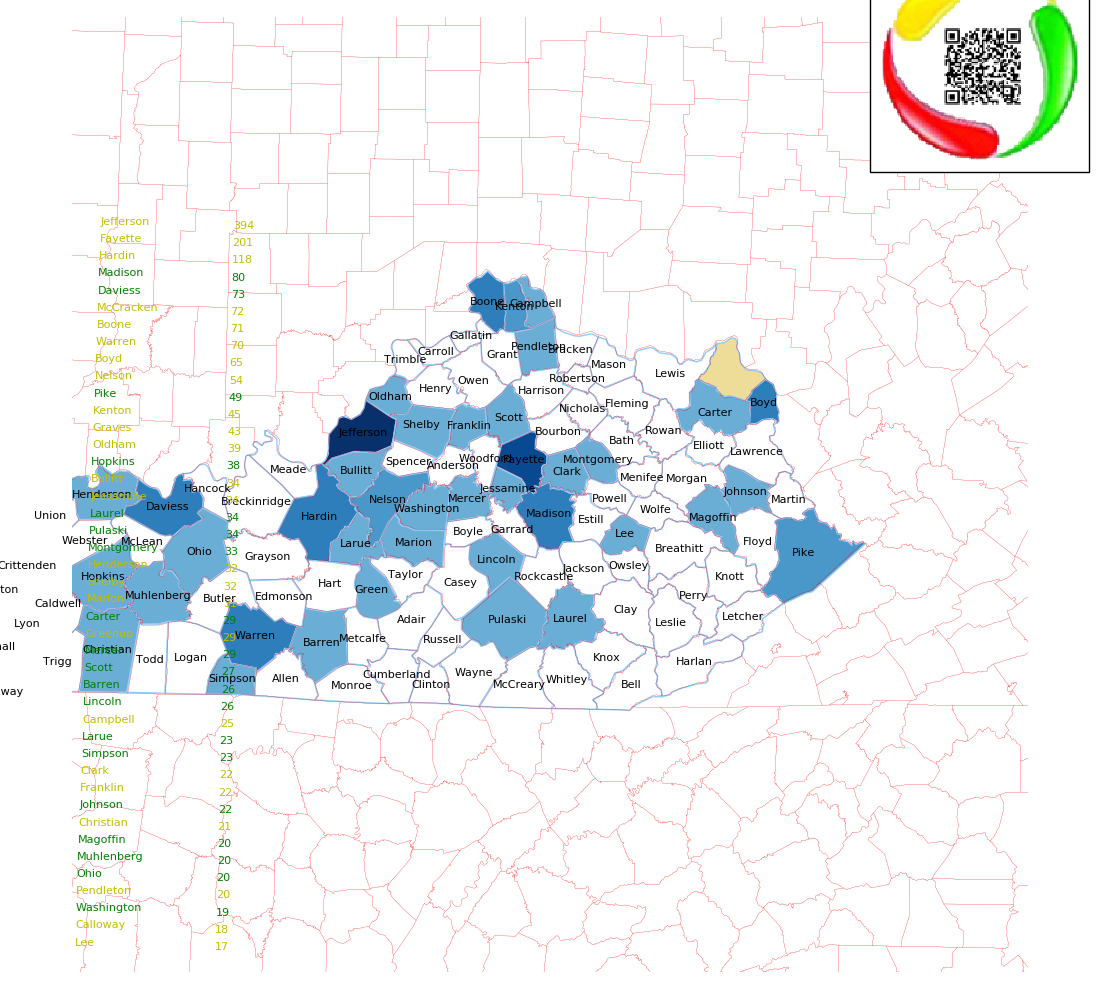 Jefferson 394
Fayette 201
Hardin 118
Madison 80
Daviess 73
McCracken 72
Boone 71
Warren 70
Boyd 65
Nelson 54
Pike 49
Kenton 45
Graves 43
Oldham 39
Hopkins 38
Bullitt 34
34
Laurel 34
Pulaski 34
Montgomery 33
Henderson 32
32
Marion
Carter 29
Greenup 29
29
Scott 27
Barren 26
Lincoln 26
Campbell 25
Larue 23
Simpson 23
Clark 22
Franklin 22
Johnson 22
Christian 21
Magoffin 20
Muhlenberg 20
Ohio 20
Pendleton 20
Washington 19
Calloway 18
Lee 17
Boone
Kenton
Campbell
Gallatin
Carroll
Trimble
Grant
Pendleton
Bracken
Mason
Lewis
Robertson
Owen
Henry
Harrison
Oldham
Nicholas
Fleming
Carter
Boyd
Shelby
Franklin
Scott
Jefferson
Bourbon
Bath
Rowan
Elliott
Lawrence
Meade
Bullitt
Spencer
Anderson
Woodford
Fayette
Clark
Montgomery
Menifee
Morgan
Johnson
Martin
Henderson
Hancock
Daviess
Breckinridge
Hardin
Nelson
Washington
Mercer
Jessamine
Madison
Powell
Estill
Wolfe
Magoffin
Union
Webster
McLean
Ohio
Grayson
Larue
Marion
Boyle
Garrard
Lincoln
Lee
Breathitt
Floyd
Pike
Crittenden
Hopkins
Muhlenberg
Butler
Edmonson
Hart
Green
Taylor
Casey
Rockcastle
Jackson
Owsley
Knott
Perry
ton
Caldwell
Lyon
Christian
Todd
Logan
Warren
Barren
Metcalfe
Adair
Russell
Pulaski
Laurel
Clay
Leslie
Letcher
all
Trigg
way
Simpson
Allen
Monroe
Cumberland
Clinton
Wayne
McCreary
Whitley
Knox
Bell
Harlan